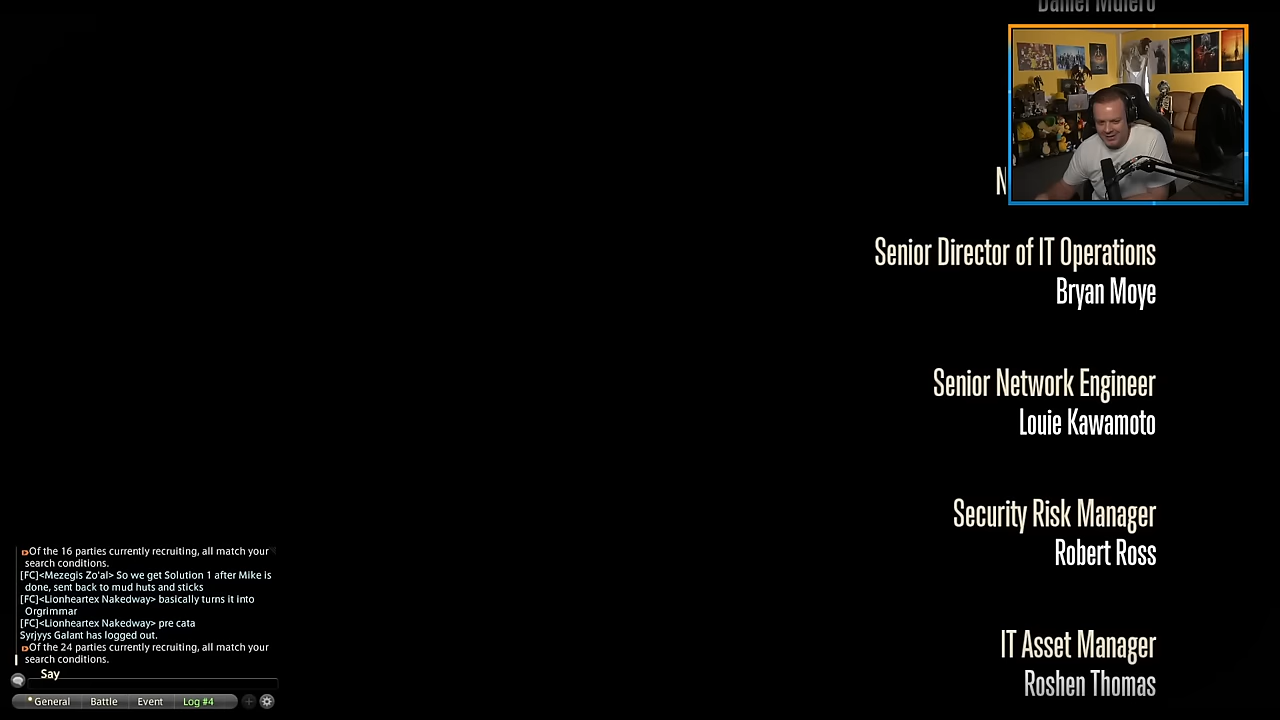 Daniel Mulero
N
Senior Director of IT Operations
Bryan Moye
Senior Network Engineer
Louie Kawamoto
Security Risk Manager
Robert Ross
IT Asset Manager
Roshen Thomas
Of the 16 parties currently recruiting, all match your
search conditions.
[FC]<Mezegis Zo'al> So we get Solution 1 after Mike is
done, sent back to mud huts and sticks
[FC]<Lionheartex Nakedway> basically turns it into
Orgrimmar
[FC]<Lionheartex Nakedway> pre cata
Syrjyys Galant has logged out.
Of the 24 parties currently recruiting, all match your
search conditions.
Say
General Battle Event Log #4